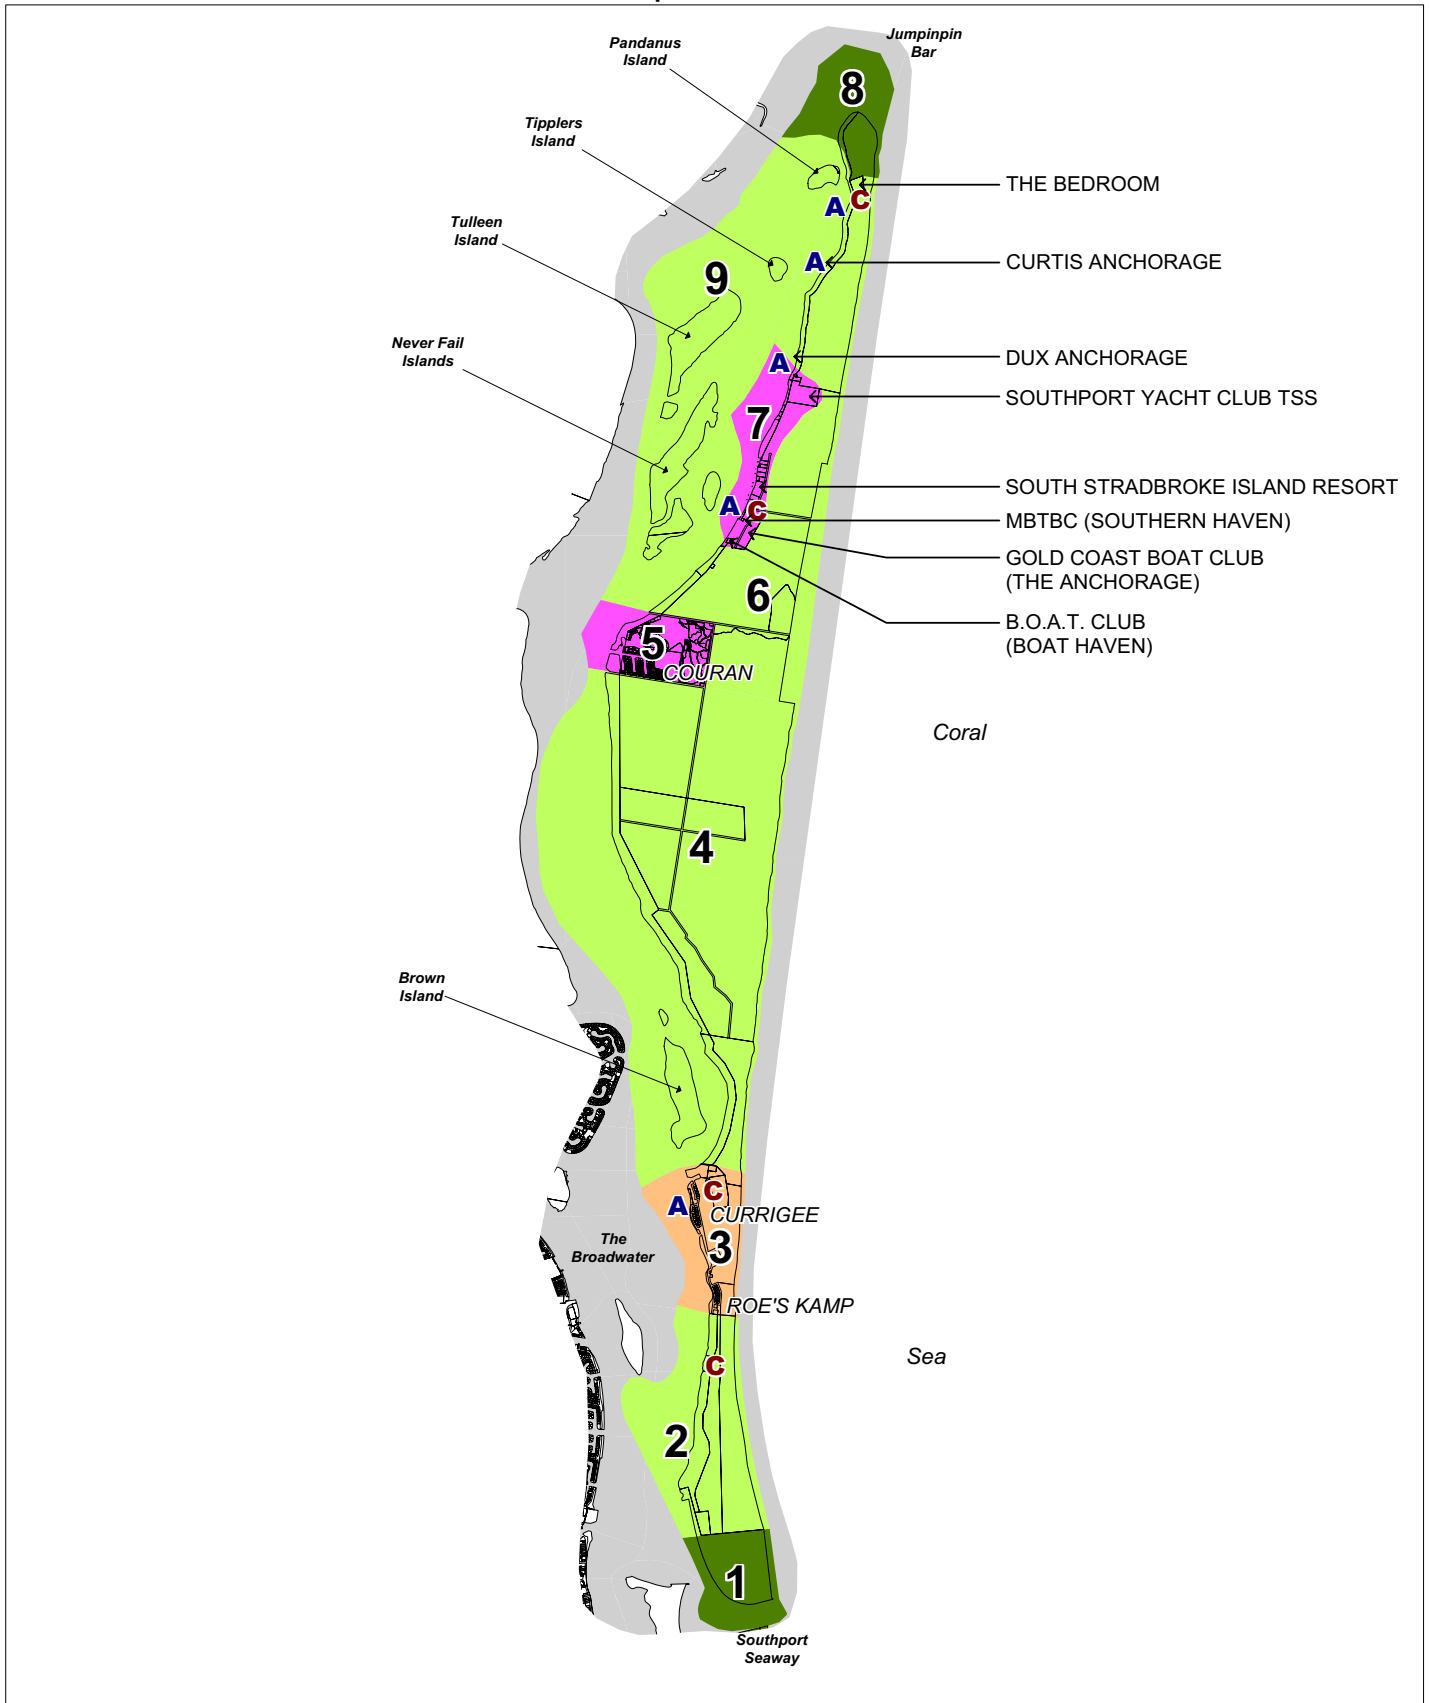 Jumpinpin
Bar
Pandanus
Island
8
Tipplers
Island
THE BEDROOM
C
A
Tulleen
Island
CURTIS ANCHORAGE
A
9
Never Fail
Islands
DUX ANCHORAGE
A
SOUTHPORT YACHT CLUB TSS
7
SOUTH STRADBROKE ISLAND RESORT
A
C
MBTBC (SOUTHERN HAVEN)
GOLD COAST BOAT CLUB
(THE ANCHORAGE)
6
B.O.A.T. CLUB
(BOAT HAVEN)
5
COURAN
Coral
4
Brown
Island
C
A
CURRIGEE
The
Broadwater
3
ROE'S KAMP
Sea
C
2
1
Southport
Seaway